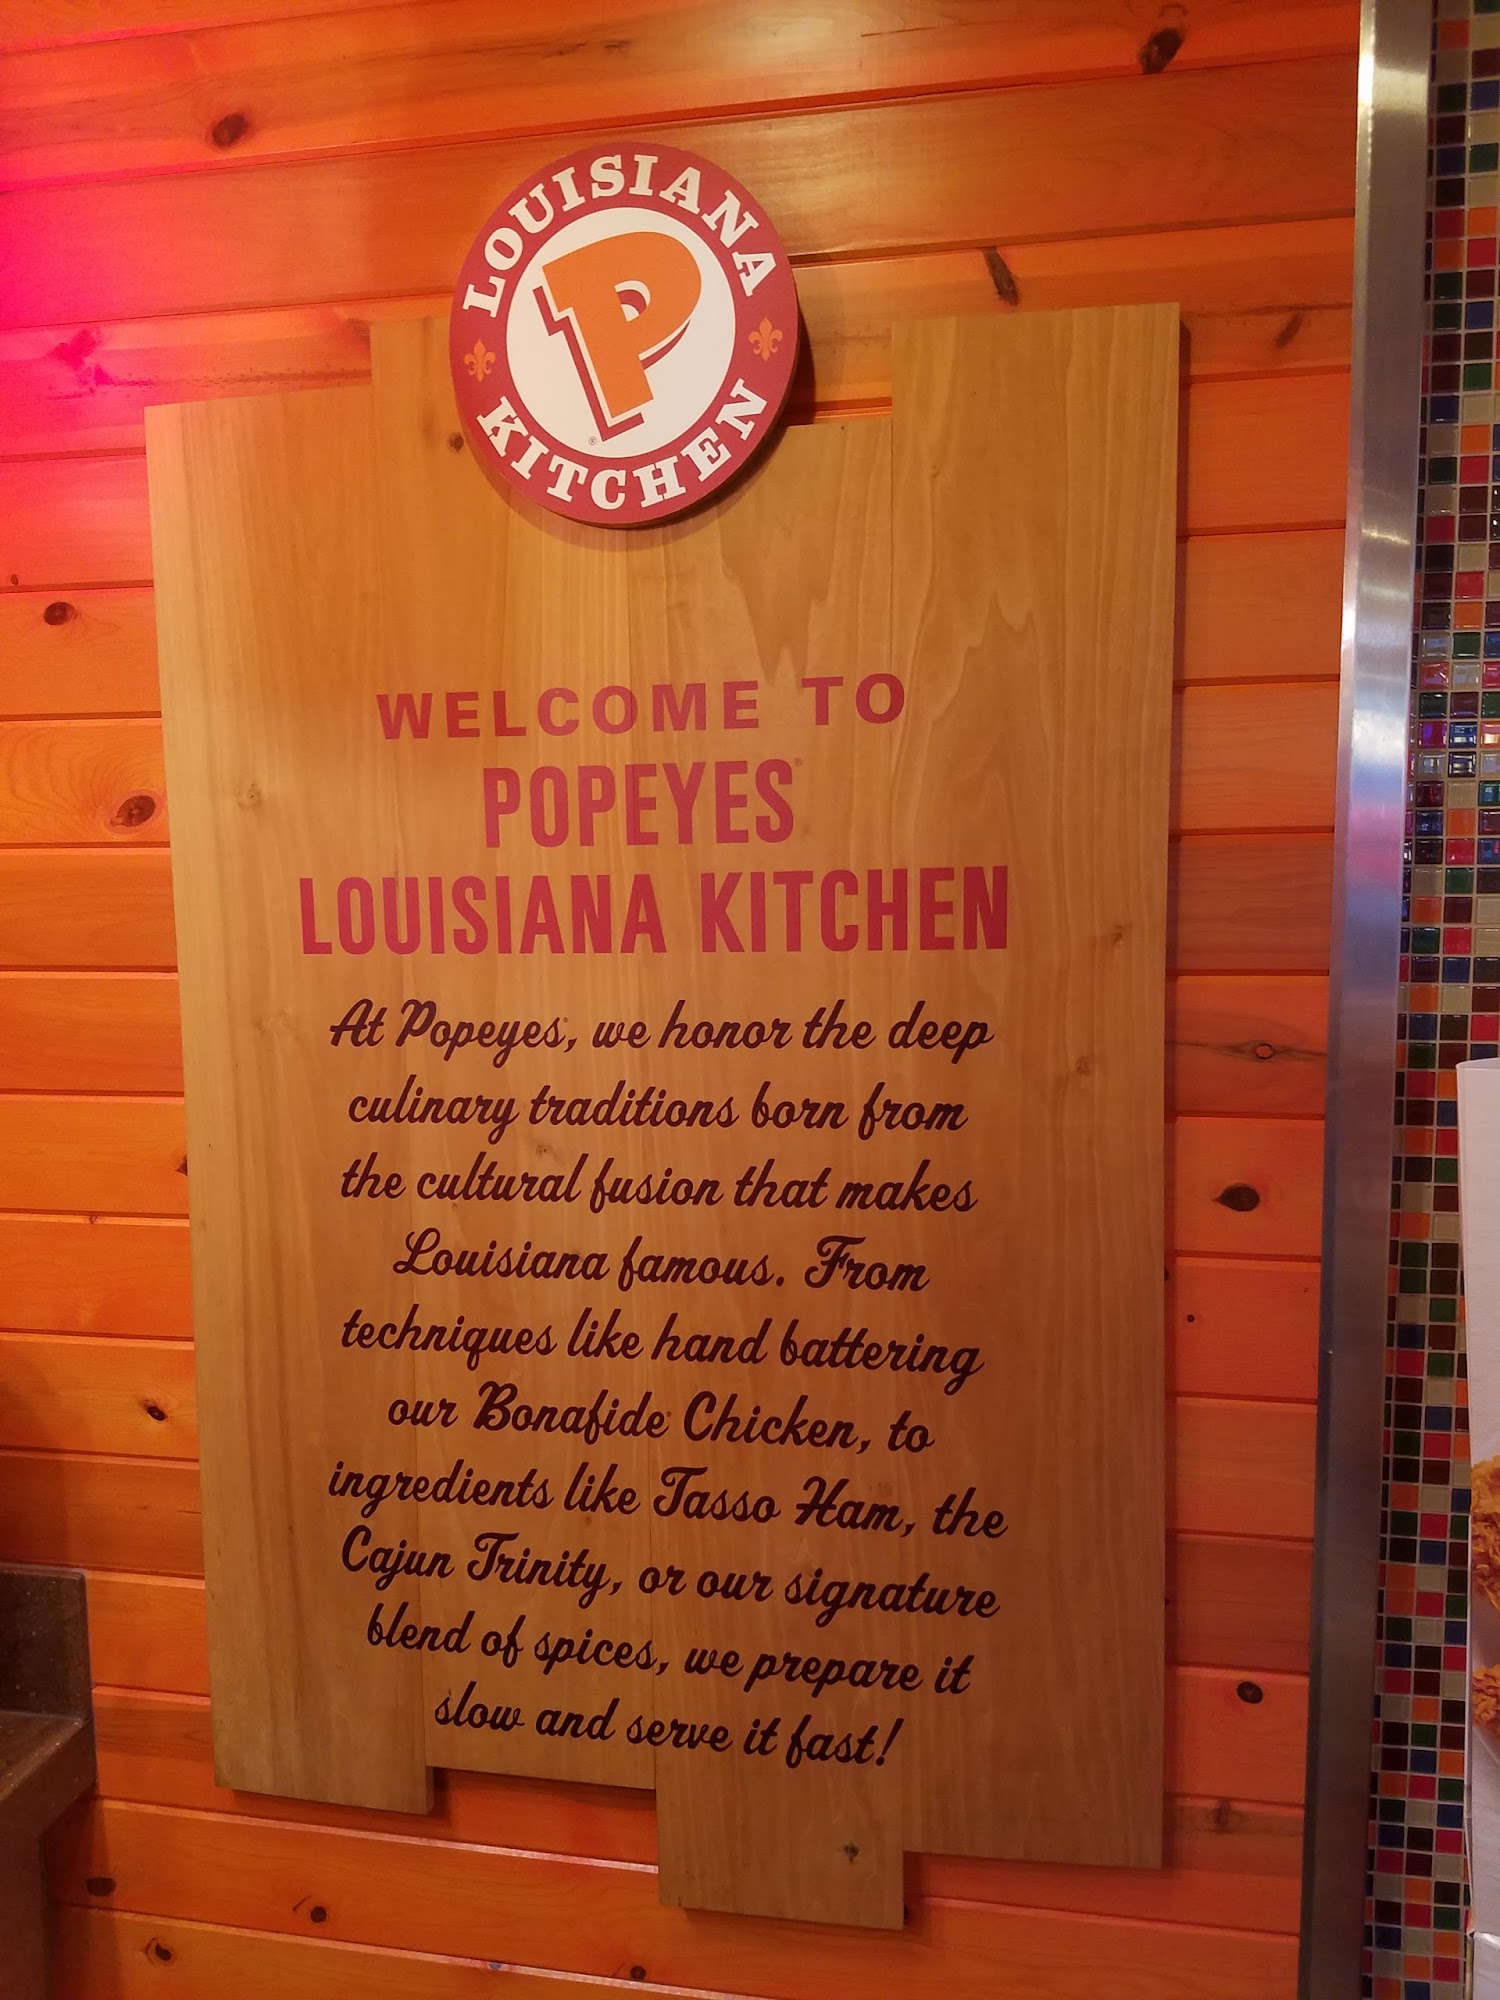 LOUISIANA
P
®
KITCHEN
WELCOME TO
POPEYES®
LOUISIANA KITCHEN
At Popeyes®, we honor the deep
culinary traditions born from
the cultural fusion that makes
Louisiana famous. From
techniques like hand battering
our Bonafide® Chicken, to
ingredients like Tasso Ham, the
Cajun Trinity, or our signature
blend of spices, we prepare it
slow and serve it fast!